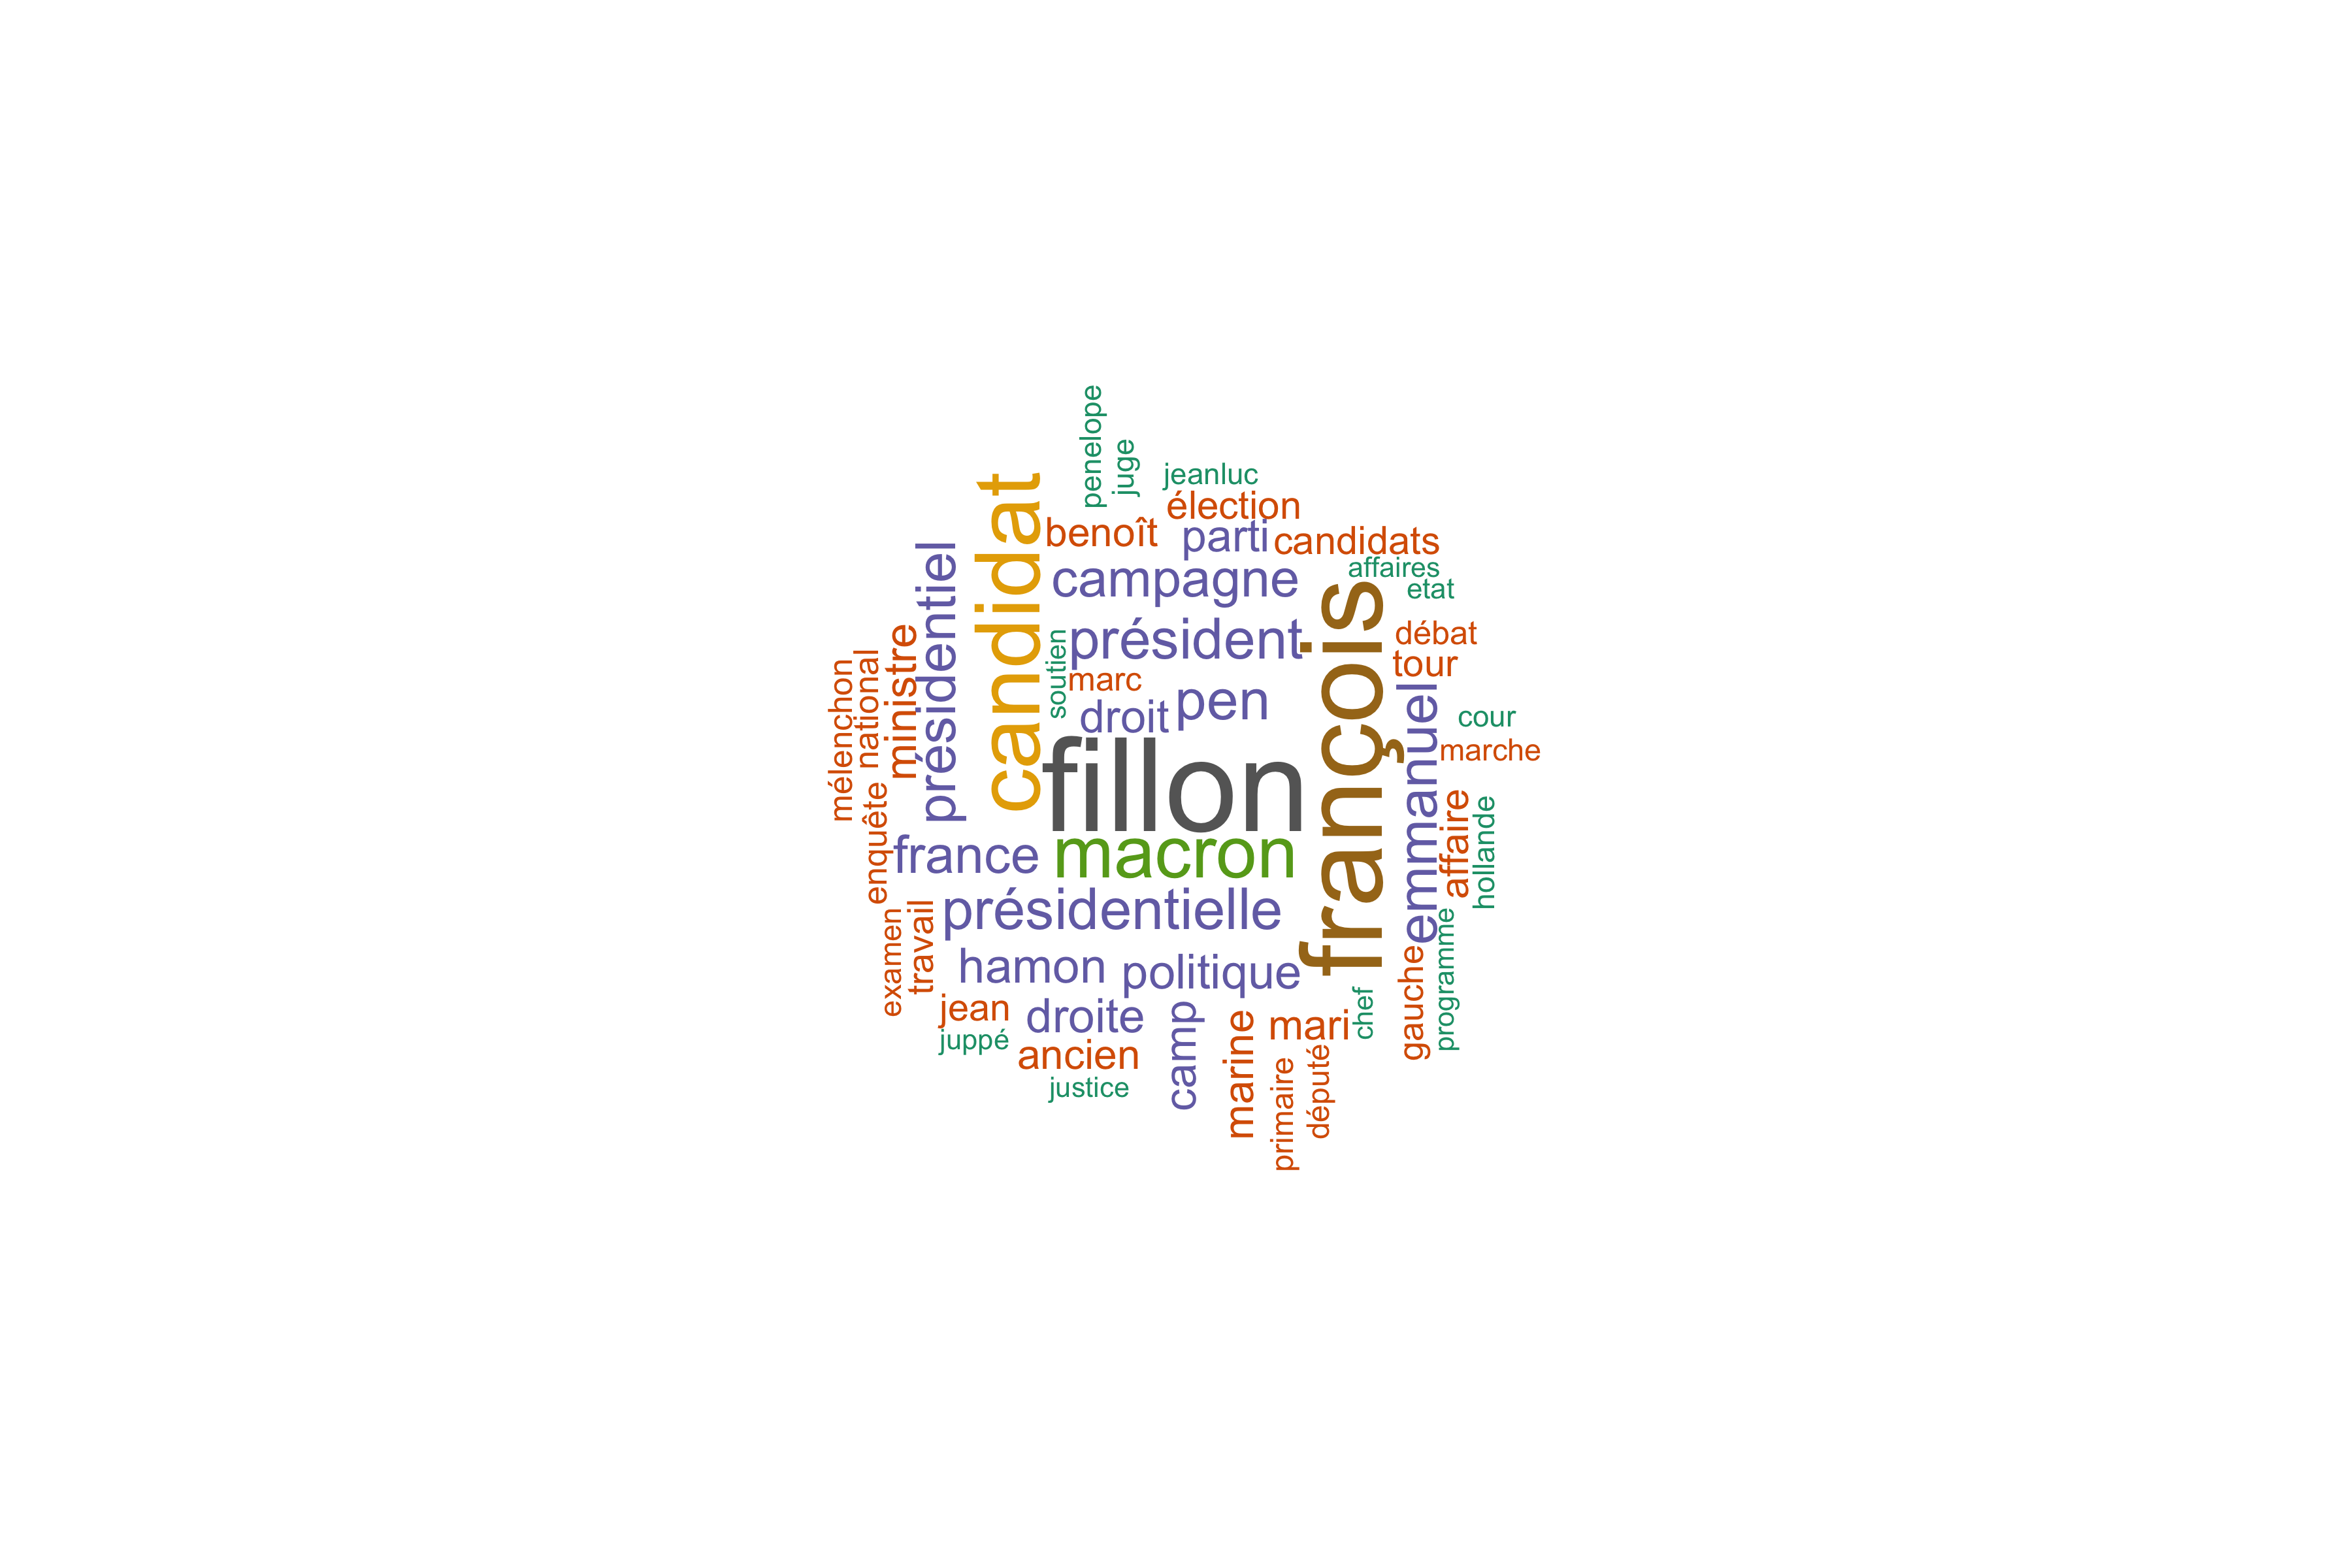 penelope
juge
jeanluc
élection
candidat
benoît
parti
candidats
campagne
affaires
etat
présidentiel
président
françois
débat
tour
soutien
marc
ministre
national
mélenchon
droit
pen
emmanuel
cour
marche
fillon
enquête
france
macron
affaire
hollande
présidentielle
examen
travail
hamon
politique
programme
gauche
jean
droite
camp
marine
mari
chef
juppé
ancien
justice
primaire
député